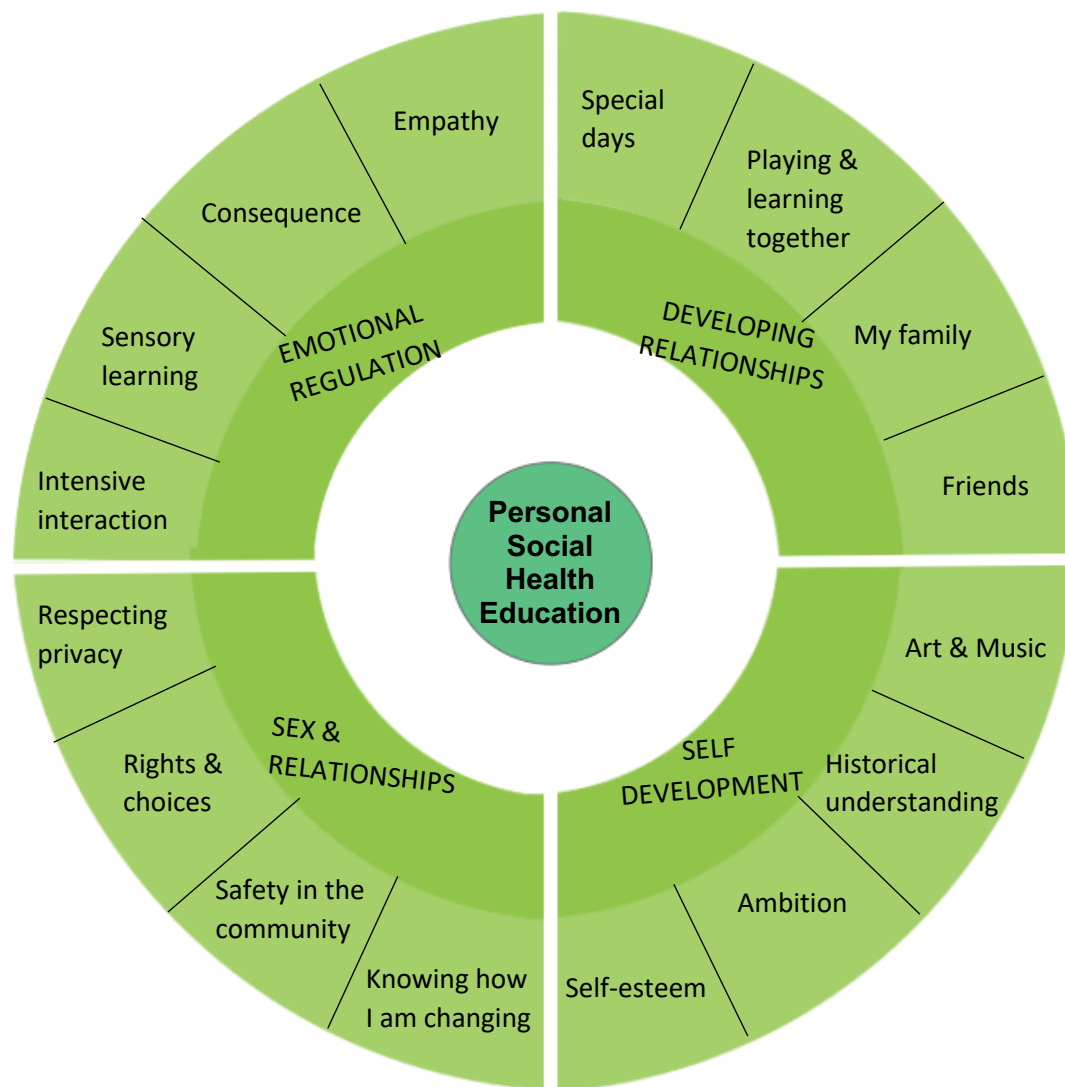 Empathy
Consequence
Sensory
learning
Intensive
interaction
EMOTIONAL
REGULATION
Special
days
Playing &
learning
together
My family
Friends
DEVELOPING
RELATIONSHIPS
Personal
Social
Health
Education
Respecting
privacy
Rights &
choices
Safety in the
community
Knowing how
I am changing
SEX &
RELATIONSHIPS
Art & Music
Historical
understanding
Ambition
Self-esteem
SELF
DEVELOPMENT